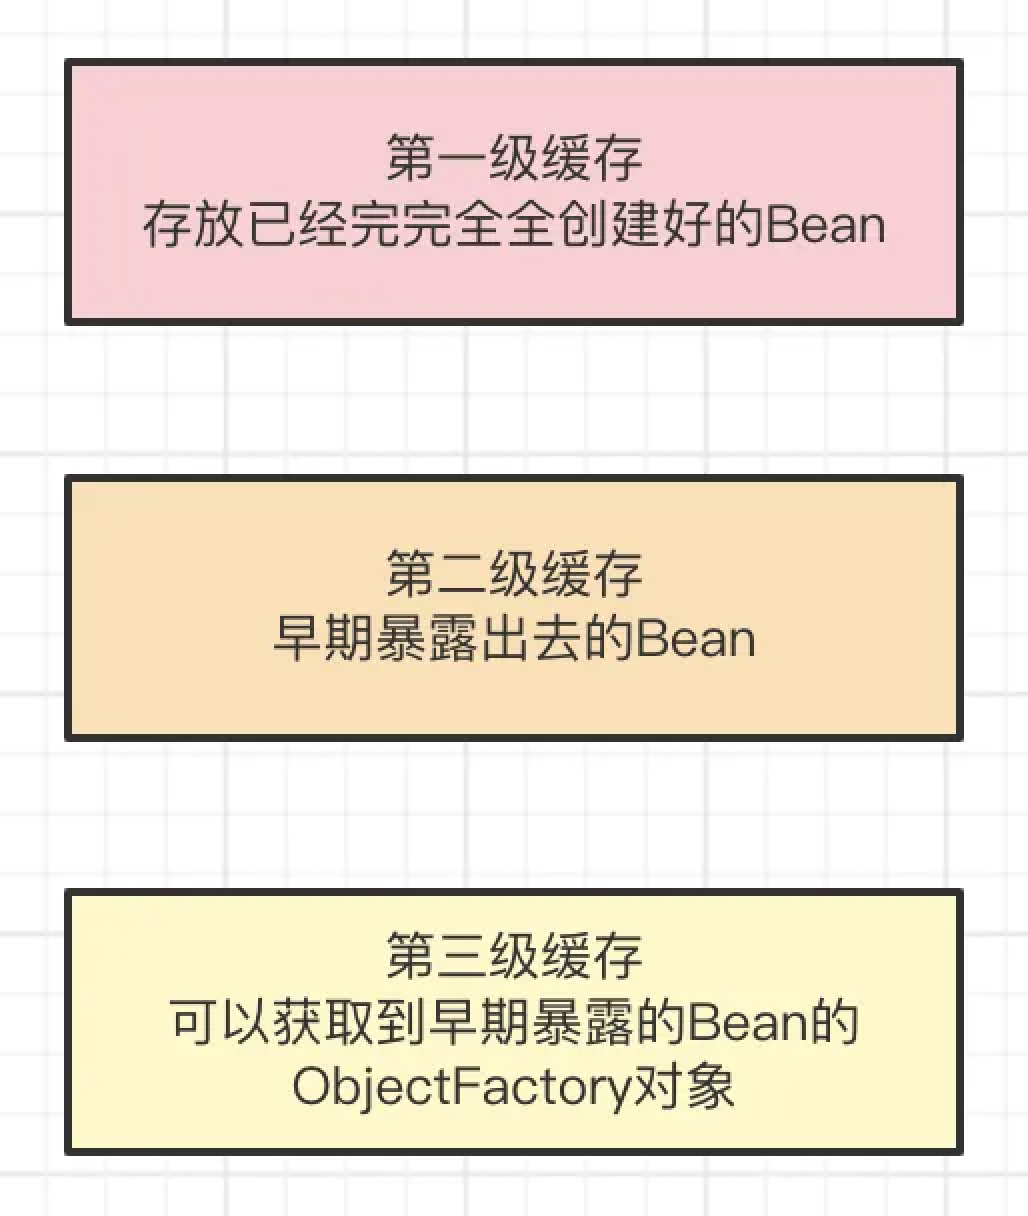 第一级缓存
存放已经完完全全创建好的Bean
第二级缓存
早期暴露出去的Bean
第三级缓存
可以获取到早期暴露的Bean的
ObjectFactory对象